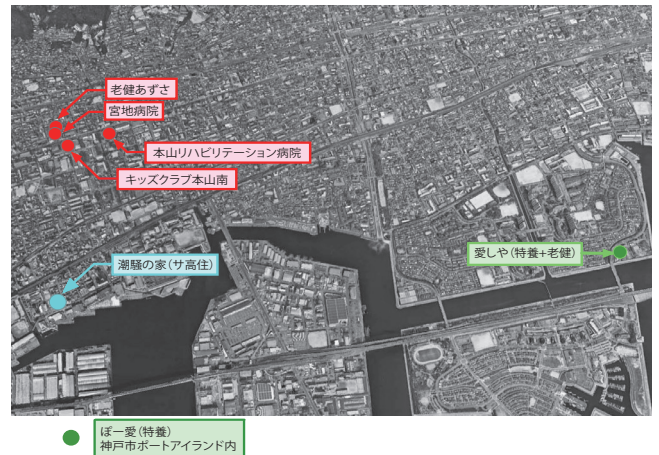 老健あずさ
宮地病院
本山リハビリテーション病院
キッズクラブ本山南
愛しや(特養+老健)
潮騒の家(サ高住)
ぽー愛(特養)
神戸市ポートアイランド内